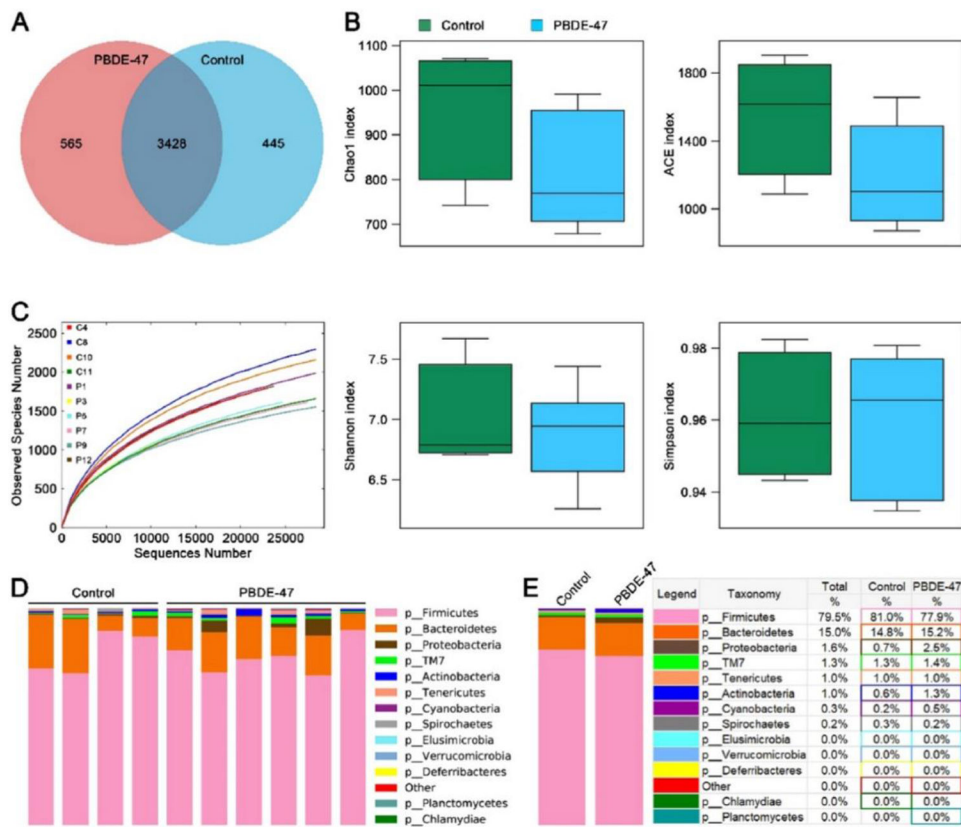 A
PBDE-47
Control
565
3428
445
B
Control
PBDE-47
Chao1 index
1100
1000
900
800
700
ACE index
1800
1400
1000
C
Observed Species Number
2500
2000
1500
1000
500
0
C4
C8
C10
C11
P1
P3
P6
P7
P9
P12
0
5000
10000
15000
20000
25000
Sequences Number
Shannon index
7.5
7.0
6.5
Simpson index
0.98
0.96
0.94
D
Control
PBDE-47
p__Firmicutes
p__Bacteroidetes
p__Proteobacteria
p__TM7
p__Actinobacteria
p__Tenericutes
p__Cyanobacteria
p__Spirochaetes
p__Elusimicrobia
p__Verrucomicrobia
p__Deferribacteres
Other
p__Planctomycetes
p__Chlamydiae
E
Control
PBDE-47
Legend Taxonomy Total Control PBDE-47
% % %
p__Firmicutes 79.5% 81.0% 77.9%
p__Bacteroidetes 15.0% 14.8% 15.2%
p__Proteobacteria 1.6% 0.7% 2.5%
p__TM7 1.3% 1.3% 1.4%
p__Tenericutes 1.0% 1.0% 1.0%
p__Actinobacteria 1.0% 0.6% 1.3%
p__Cyanobacteria 0.3% 0.2% 0.5%
p__Spirochaetes 0.2% 0.3% 0.2%
p__Elusimicrobia 0.0% 0.0% 0.0%
p__Verrucomicrobia 0.0% 0.0% 0.0%
p__Deferribacteres 0.0% 0.0% 0.0%
Other 0.0% 0.0% 0.0%
p__Chlamydiae 0.0% 0.0% 0.0%
p__Planctomycetes 0.0% 0.0% 0.0%